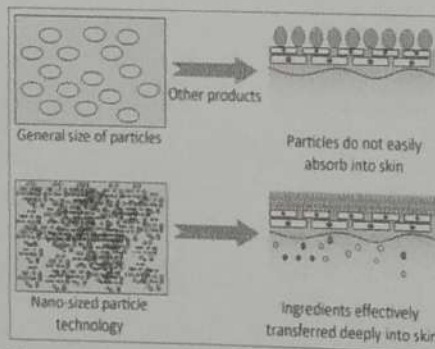 General size of particles
Other products
Particles do not easily
absorb into skin
Nano-sized particle
technology
Ingredients effectively
transferred deeply into skin